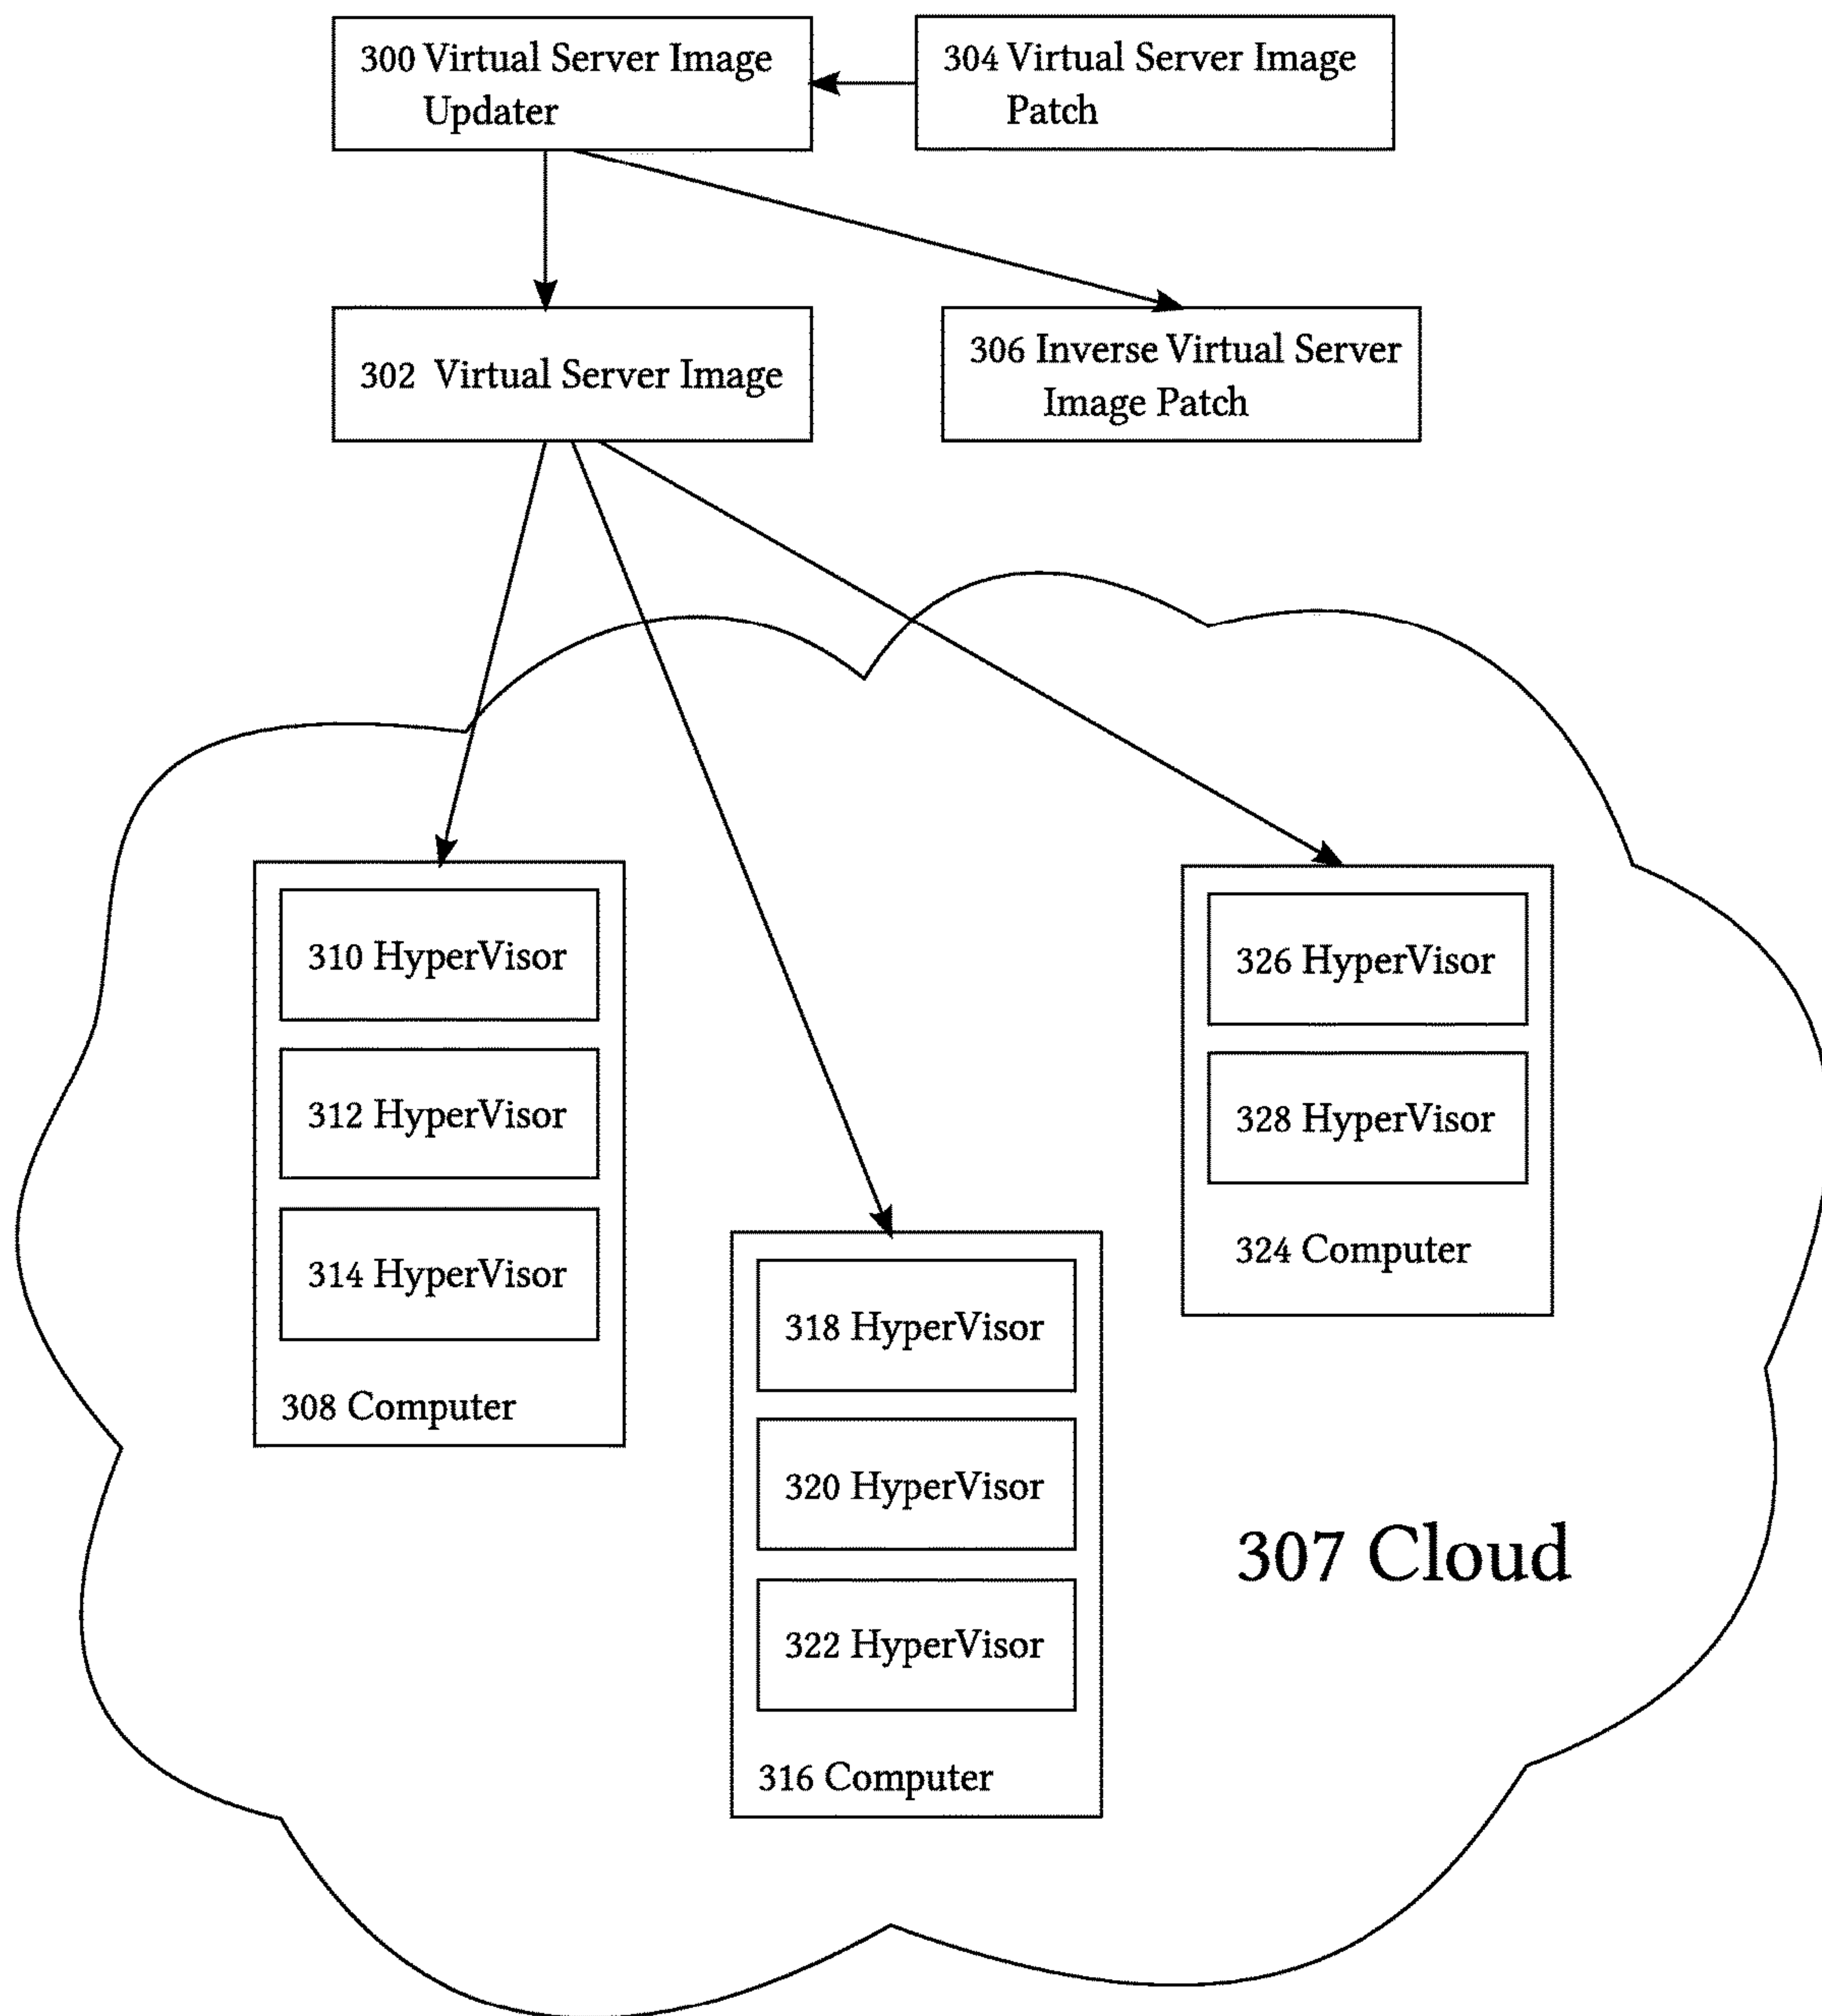 300 Virtual Server Image
Updater
304 Virtual Server Image
Patch
302 Virtual Server Image
306 Inverse Virtual Server
Image Patch
310 HyperVisor
312 HyperVisor
314 HyperVisor
308 Computer
318 HyperVisor
320 HyperVisor
322 HyperVisor
316 Computer
326 HyperVisor
328 HyperVisor
324 Computer
307 Cloud